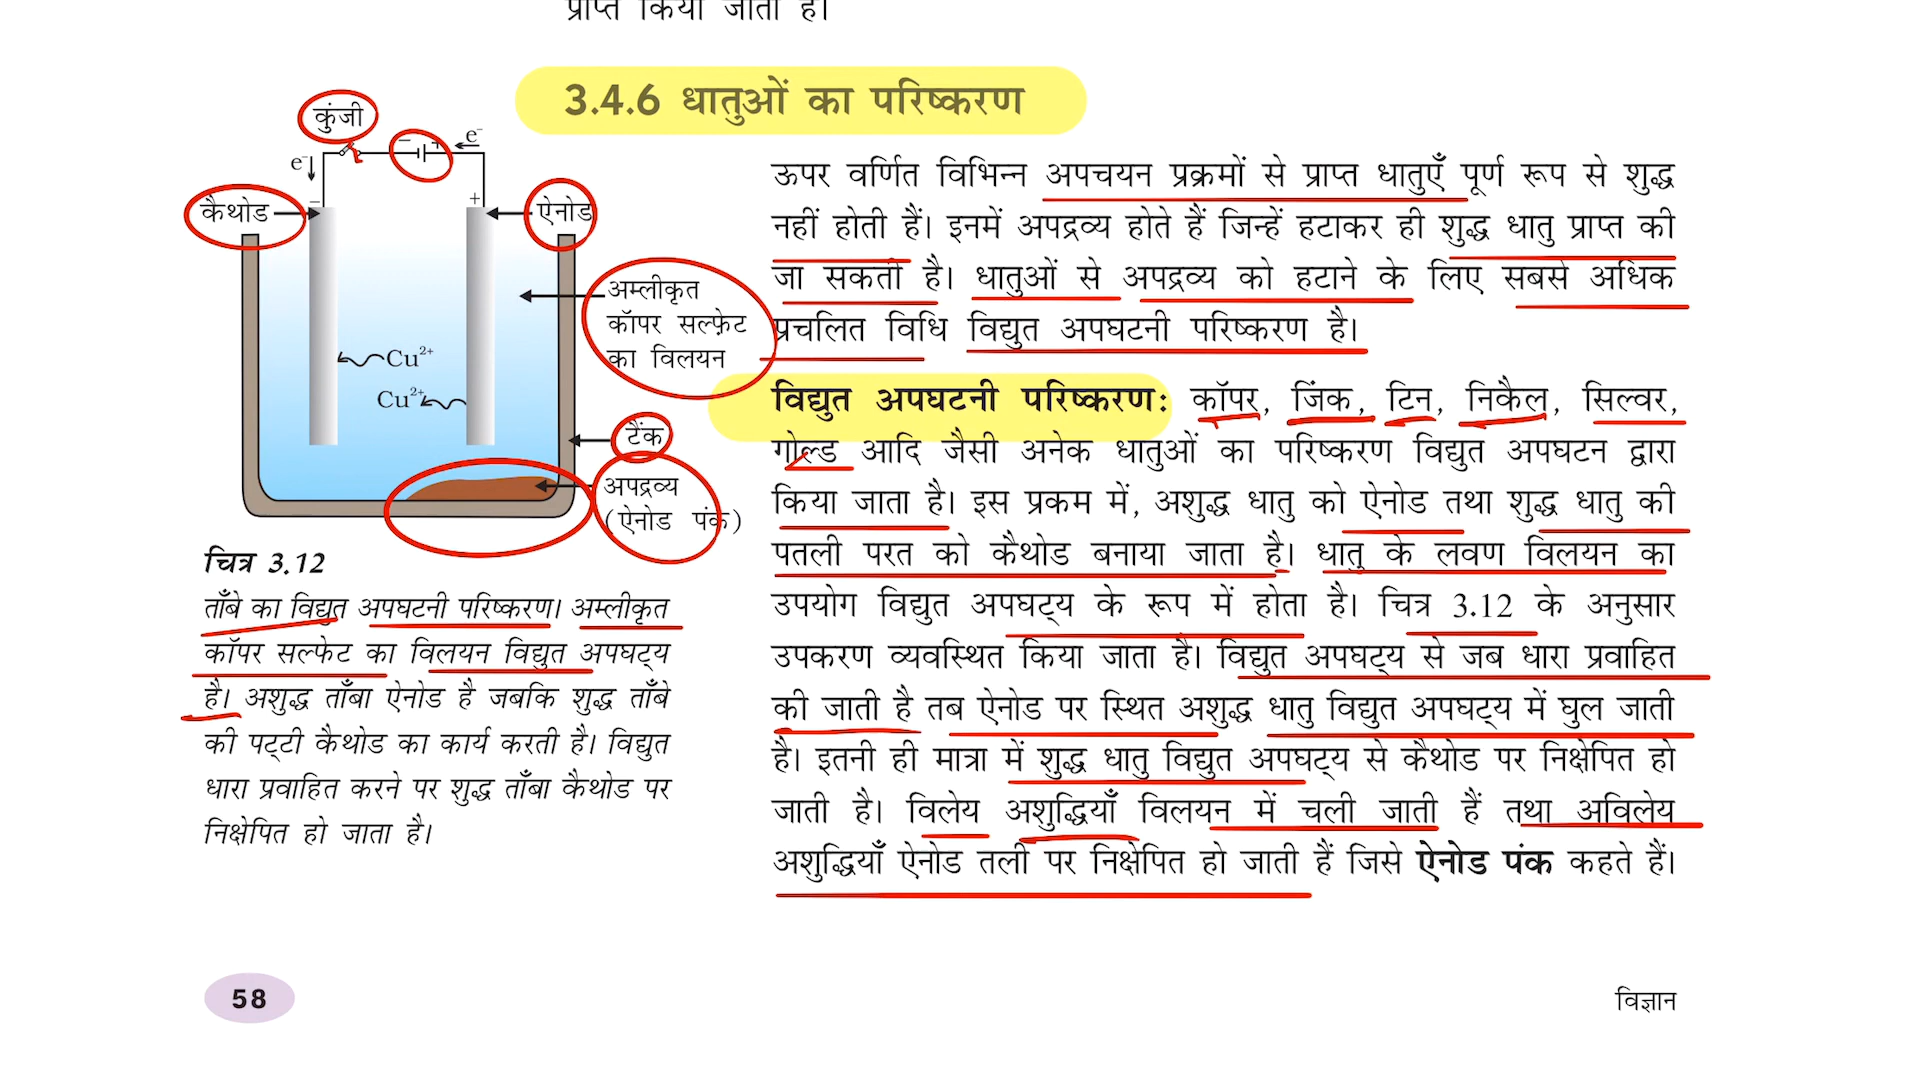 प्राप्त किया जाता है।
3.4.6 धातुओं का परिष्करण
कुंजी
e⁻
e⁻
− +
− +
कैथोड
ऐनोड
अम्लीकृत
कॉपर सल्फ़ेट
का विलयन
Cu²⁺
Cu²⁺
टैंक
अपद्रव्य
(ऐनोड पंक)
चित्र 3.12
ताँबे का विद्युत अपघटनी परिष्करण। अम्लीकृत
कॉपर सल्फेट का विलयन विद्युत अपघट्य
है। अशुद्ध ताँबा ऐनोड है जबकि शुद्ध ताँबे
की पट्टी कैथोड का कार्य करती है। विद्युत
धारा प्रवाहित करने पर शुद्ध ताँबा कैथोड पर
निक्षेपित हो जाता है।
ऊपर वर्णित विभिन्न अपचयन प्रक्रमों से प्राप्त धातुएँ पूर्ण रूप से शुद्ध
नहीं होती हैं। इनमें अपद्रव्य होते हैं जिन्हें हटाकर ही शुद्ध धातु प्राप्त की
जा सकती है। धातुओं से अपद्रव्य को हटाने के लिए सबसे अधिक
प्रचलित विधि विद्युत अपघटनी परिष्करण है।
विद्युत अपघटनी परिष्करण: कॉपर, जिंक, टिन, निकैल, सिल्वर,
गोल्ड आदि जैसी अनेक धातुओं का परिष्करण विद्युत अपघटन द्वारा
किया जाता है। इस प्रकम में, अशुद्ध धातु को ऐनोड तथा शुद्ध धातु की
पतली परत को कैथोड बनाया जाता है। धातु के लवण विलयन का
उपयोग विद्युत अपघट्य के रूप में होता है। चित्र 3.12 के अनुसार
उपकरण व्यवस्थित किया जाता है। विद्युत अपघट्य से जब धारा प्रवाहित
की जाती है तब ऐनोड पर स्थित अशुद्ध धातु विद्युत अपघट्य में घुल जाती
है। इतनी ही मात्रा में शुद्ध धातु विद्युत अपघट्य से कैथोड पर निक्षेपित हो
जाती है। विलेय अशुद्धियाँ विलयन में चली जाती हैं तथा अविलेय
अशुद्धियाँ ऐनोड तली पर निक्षेपित हो जाती हैं जिसे ऐनोड पंक कहते हैं।
58
विज्ञान